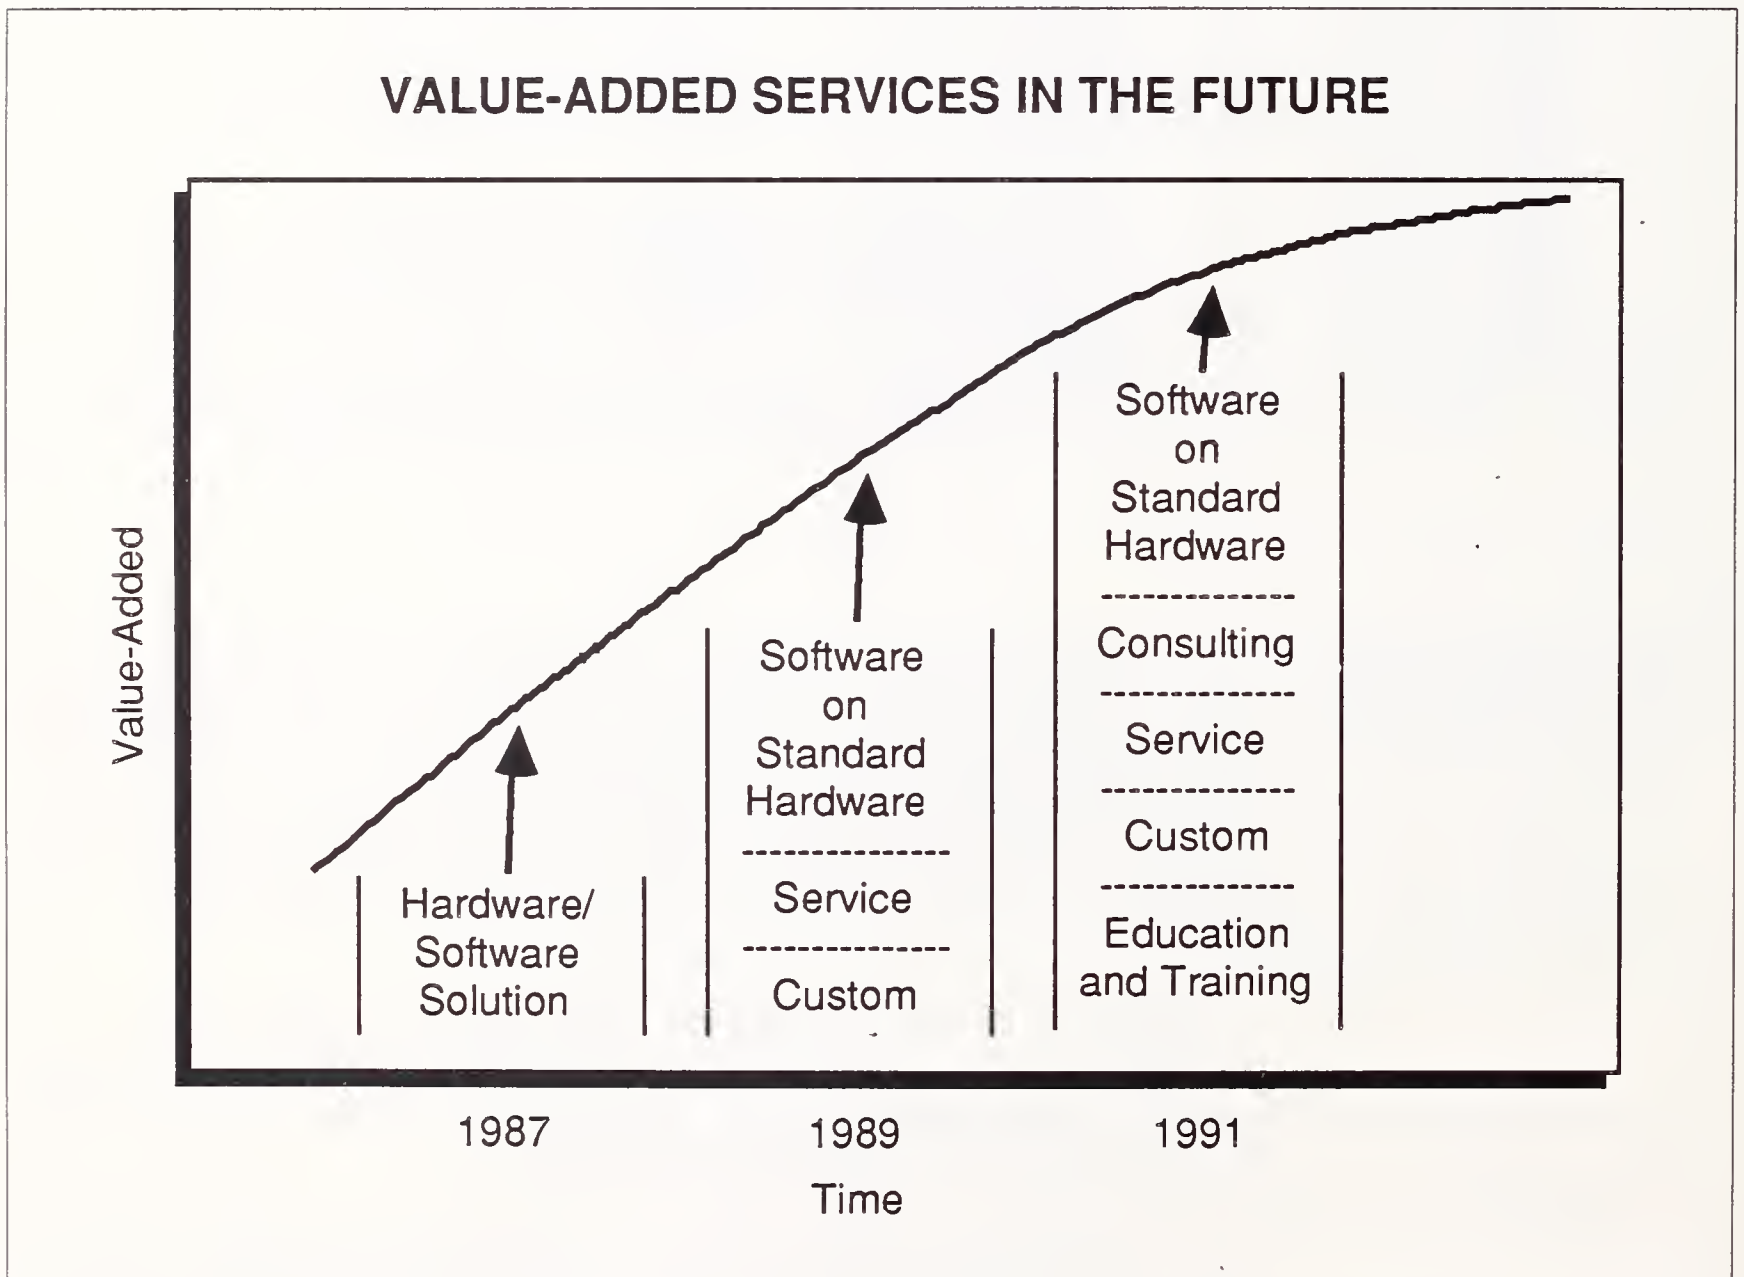 VALUE-ADDED SERVICES IN THE FUTURE
Value-Added
Hardware/
Software
Solution
Software
on
Standard
Hardware
Service
Custom
Software
on
Standard
Hardware
Consulting
Service
Custom
Education
and Training
1987
1989
1991
Time